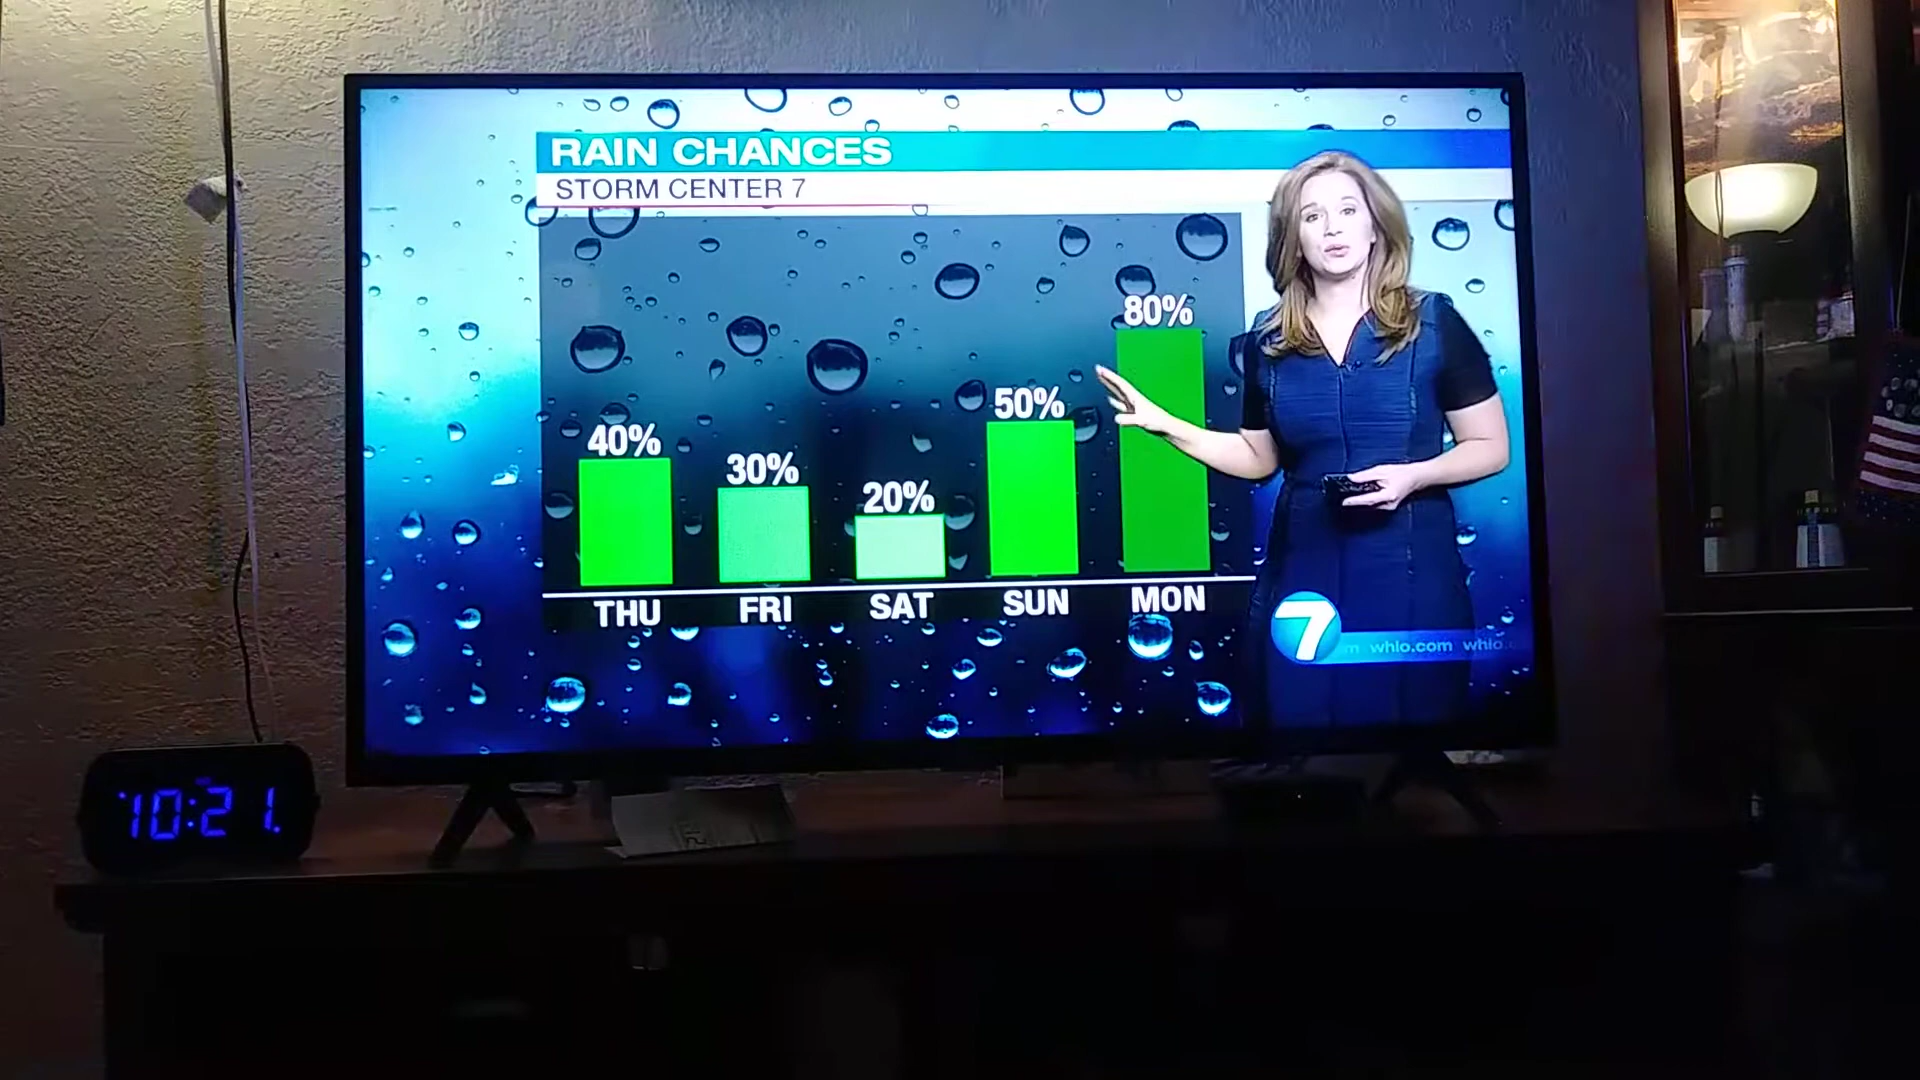 RAIN CHANCES
STORM CENTER 7
40%
30%
20%
50%
80%
THU
FRI
SAT
SUN
MON
7
m whio.com whio.c
10:21